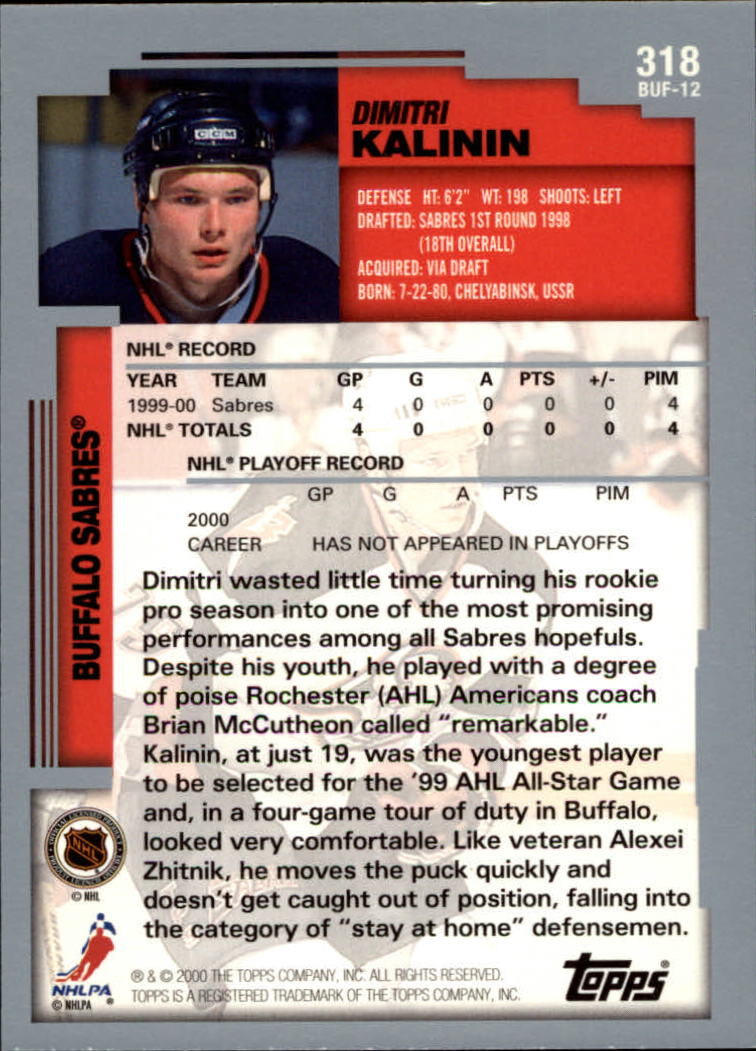 318
BUF-12
CCM
DIMITRI
KALININ
DEFENSE HT: 6'2" WT: 198 SHOOTS: LEFT
DRAFTED: SABRES 1ST ROUND 1998
(18TH OVERALL)
ACQUIRED: VIA DRAFT
BORN: 7-22-80, CHELYABINSK, USSR
BUFFALO SABRES®
NHL® RECORD
YEAR TEAM GP G A PTS +/- PIM
1999-00 Sabres 4 0 0 0 0 4
NHL® TOTALS 4 0 0 0 0 4
NHL® PLAYOFF RECORD
GP G A PTS PIM
2000
CAREER HAS NOT APPEARED IN PLAYOFFS
Dimitri wasted little time turning his rookie
pro season into one of the most promising
performances among all Sabres hopefuls.
Despite his youth, he played with a degree
of poise Rochester (AHL) Americans coach
Brian McCutheon called "remarkable."
Kalinin, at just 19, was the youngest player
to be selected for the '99 AHL All-Star Game
and, in a four-game tour of duty in Buffalo,
looked very comfortable. Like veteran Alexei
Zhitnik, he moves the puck quickly and
doesn't get caught out of position, falling into
the category of "stay at home" defensemen.
NHL
© NHL
NHLPA
© NHLPA ®
® & © 2000 THE TOPPS COMPANY, INC. ALL RIGHTS RESERVED.
TOPPS IS A REGISTERED TRADEMARK OF THE TOPPS COMPANY, INC.
Topps®